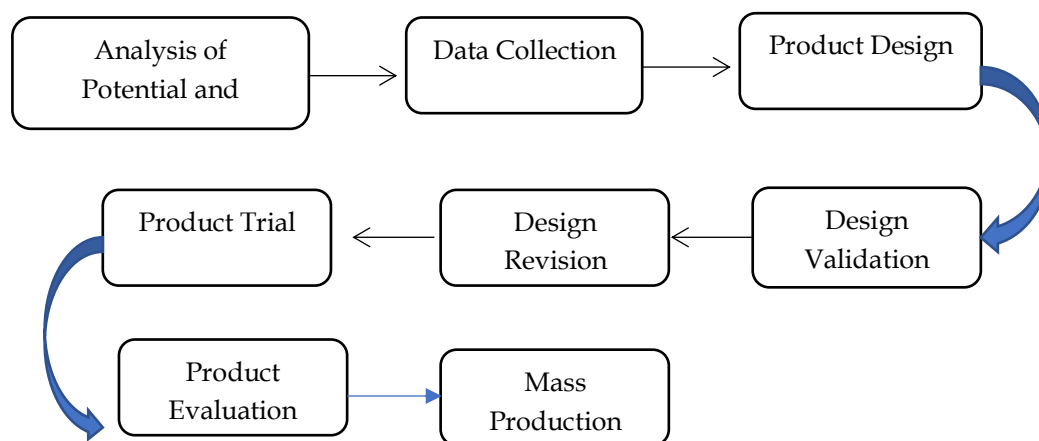 Analysis of
Potential and
Data Collection
Product Design
Design
Validation
Design
Revision
Product Trial
Product
Evaluation
Mass
Production